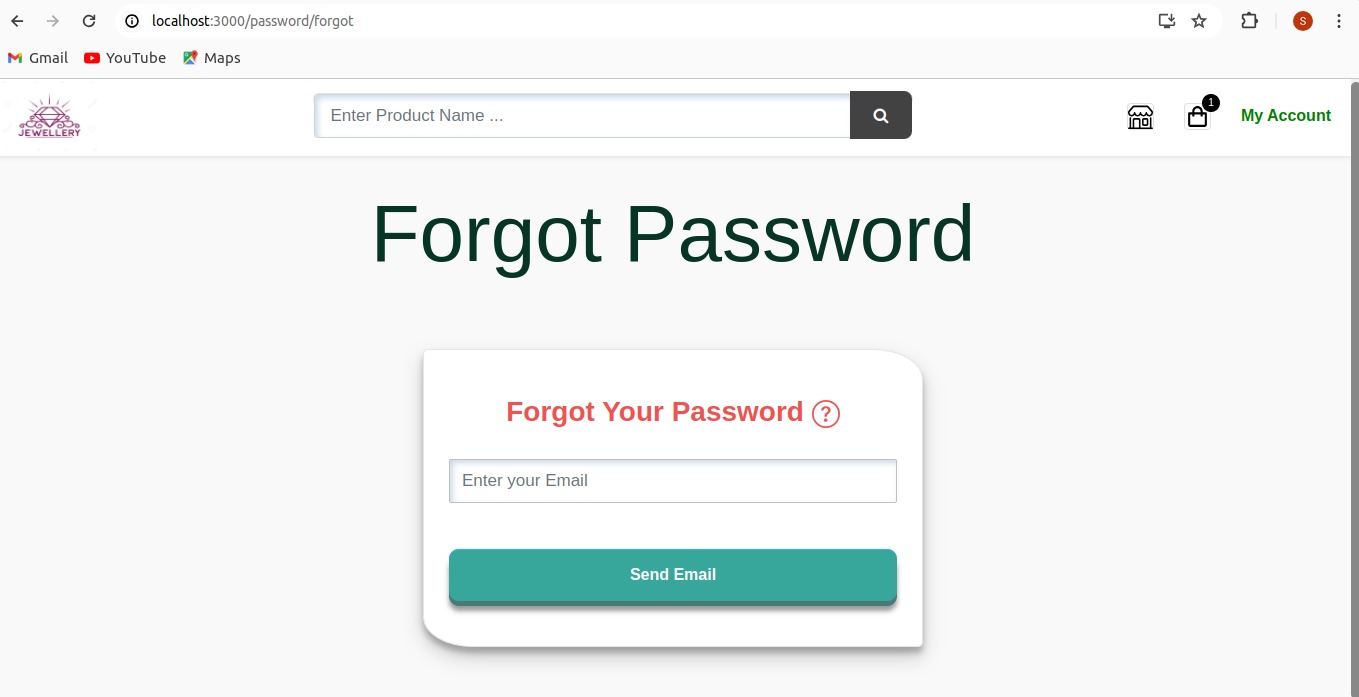 localhost:3000/password/forgot
S
Gmail YouTube Maps
JEWELLERY
Enter Product Name ...
1
My Account
Forgot Password
Forgot Your Password ?
Enter your Email
Send Email